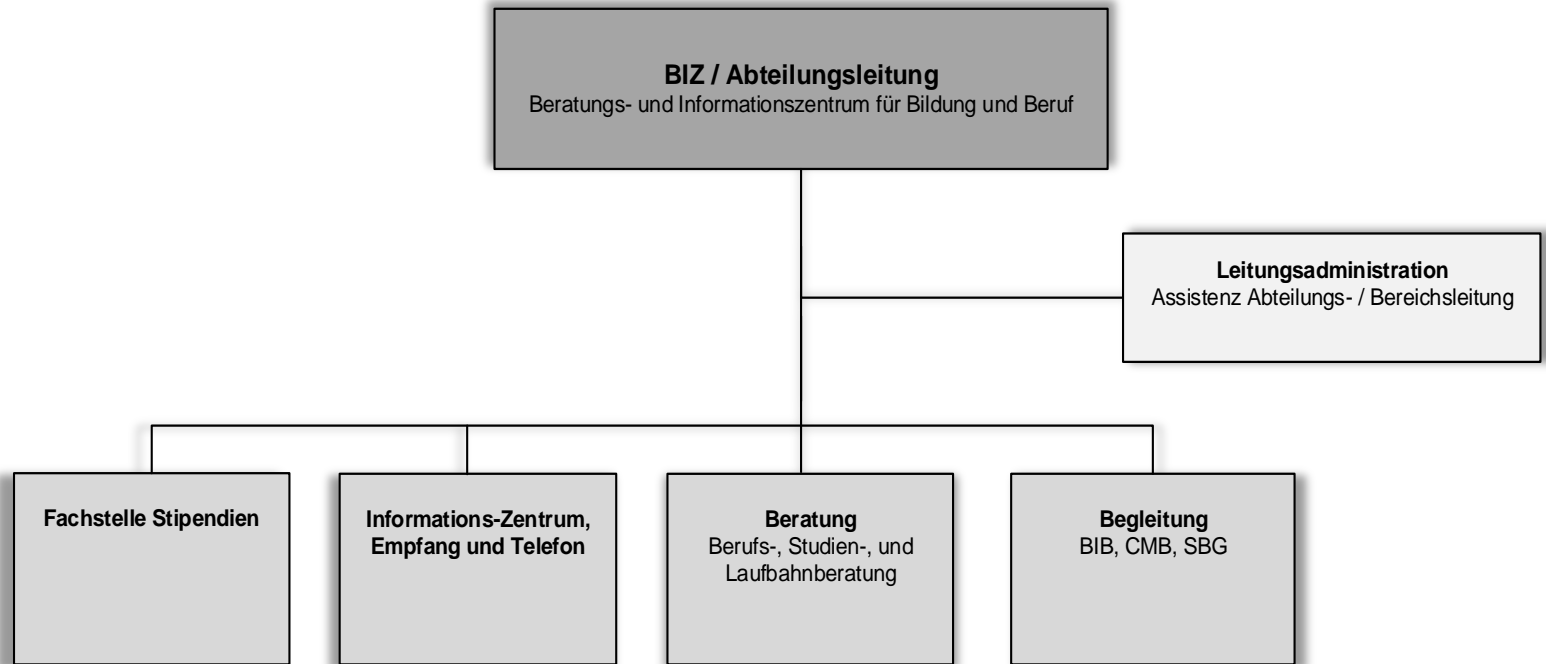 BIZ / Abteilungsleitung
Beratungs- und Informationszentrum für Bildung und Beruf
Leitungsadministration
Assistenz Abteilungs- / Bereichsleitung
Fachstelle Stipendien
Informations-Zentrum,
Empfang und Telefon
Beratung
Berufs-, Studien-, und
Laufbahnberatung
Begleitung
BIB, CMB, SBG